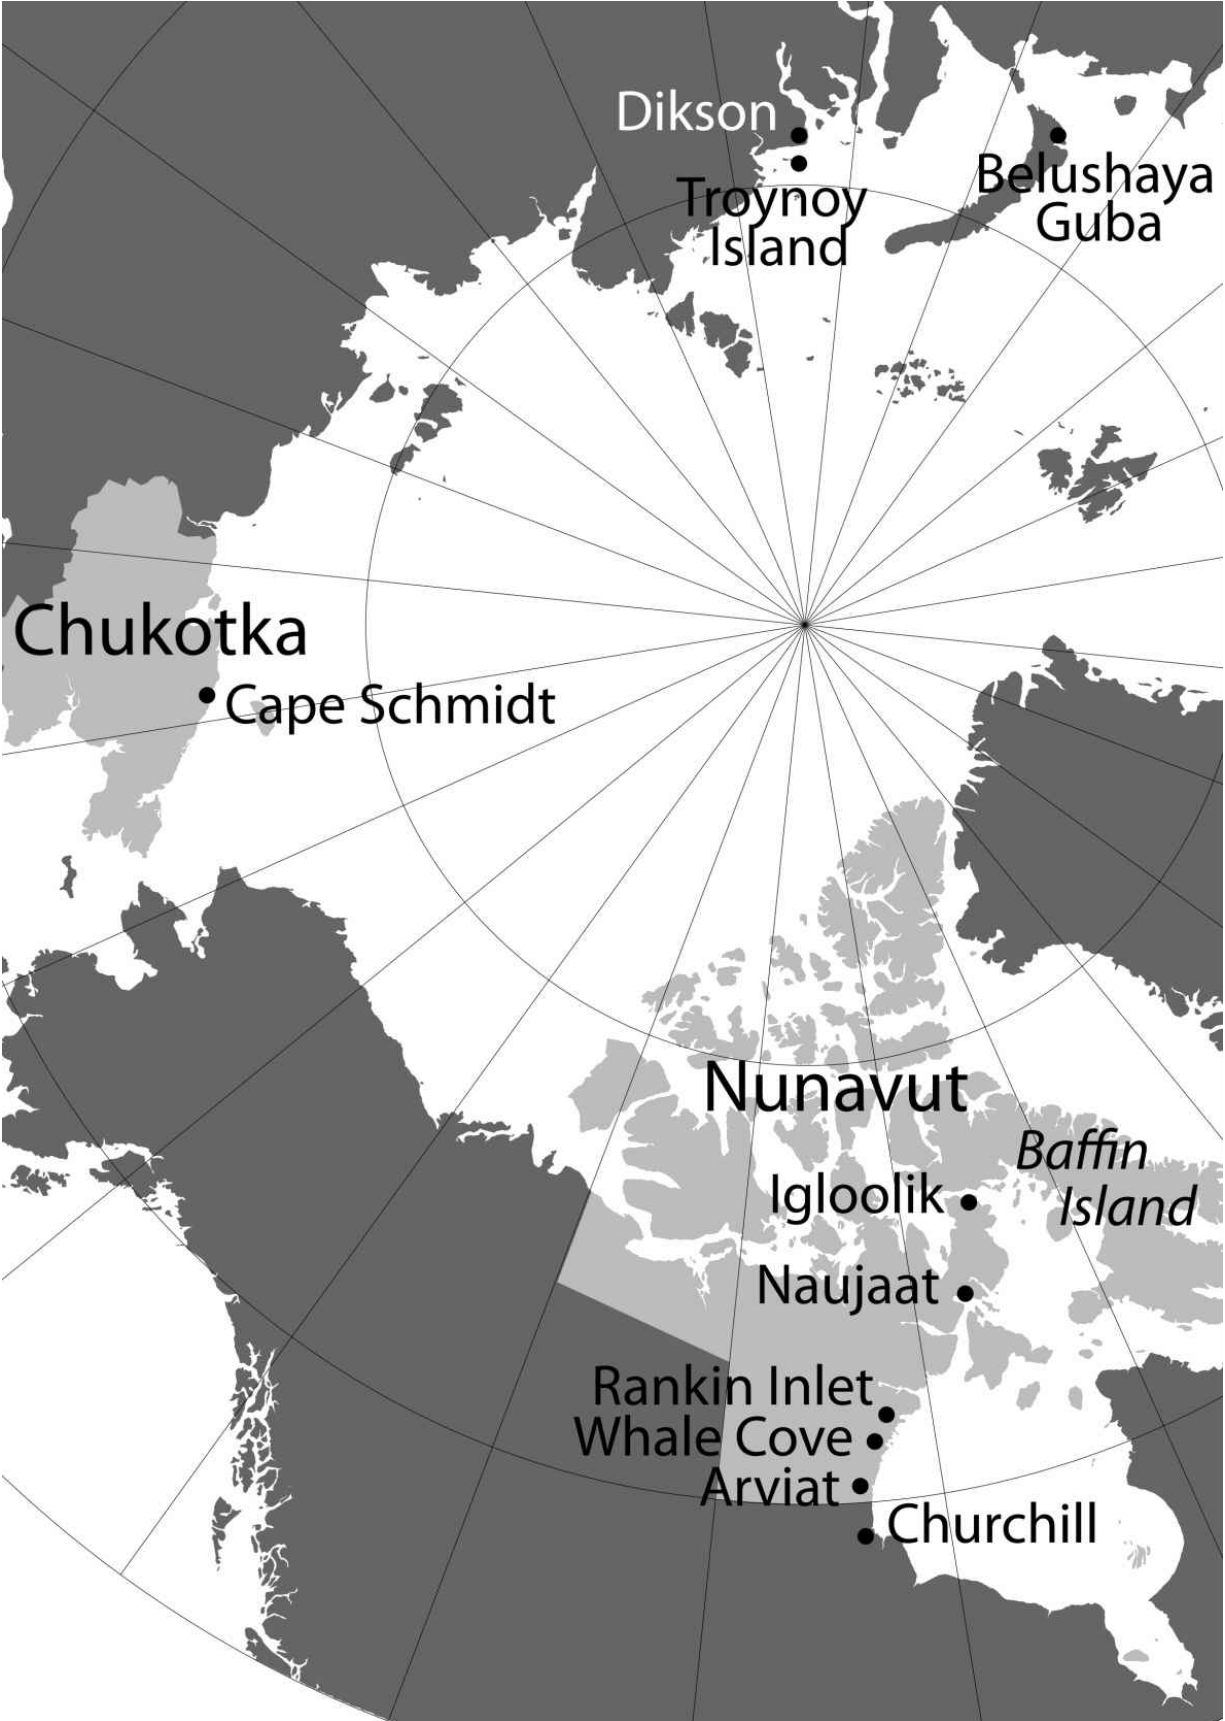 Dikson
Troynoy
Island
Belushaya
Guba
Chukotka
Cape Schmidt
Nunavut
Baffin
Island
Igloolik
Naujaat
Rankin Inlet
Whale Cove
Arviat
Churchill